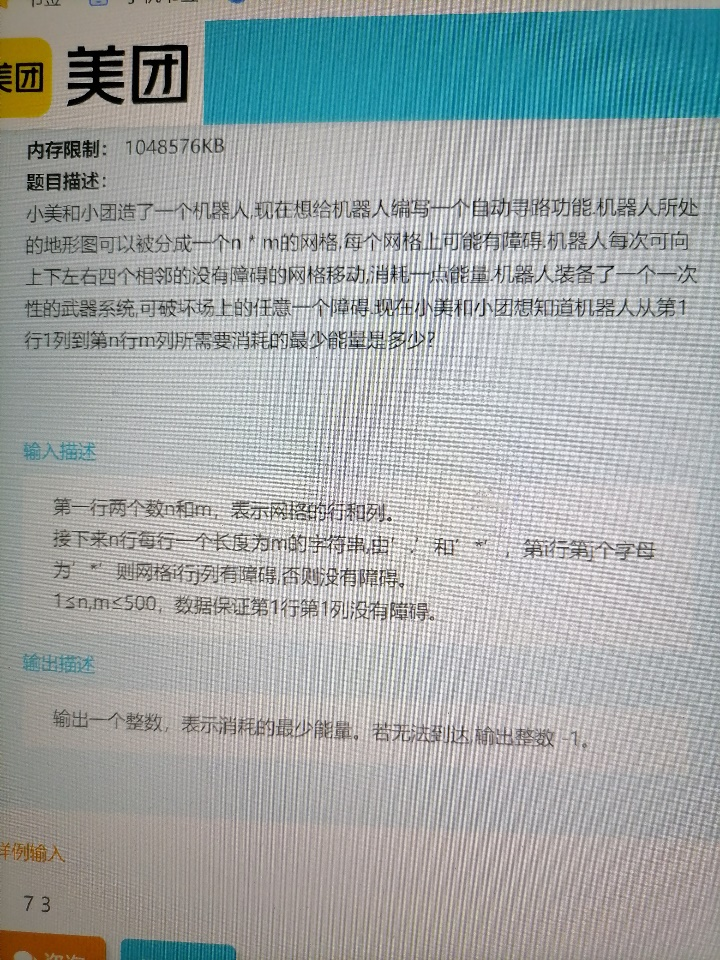 美团 美团
内存限制： 1048576KB
题目描述：
小美和小团造了一个机器人,现在想给机器人编写一个自动寻路功能.机器人所处
的地形图可以被分成一个n * m的网格,每个网格上可能有障碍.机器人每次可向
上下左右四个相邻的没有障碍的网格移动,消耗一点能量.机器人装备了一个一次
性的武器系统,可破坏场上的任意一个障碍.现在小美和小团想知道机器人从第1
行1列到第n行m列所需要消耗的最少能量是多少？
输入描述
第一行两个数n和m，表示网格的行和列。
接下来n行每行一个长度为m的字符串,由’.’和’*’，第i行第j个字母
为’*’则网格i行j列有障碍,否则没有障碍。
1≤n,m≤500，数据保证第1行第1列没有障碍。
输出描述
输出一个整数，表示消耗的最少能量。若无法到达,输出整数 -1。
样例输入
7 3